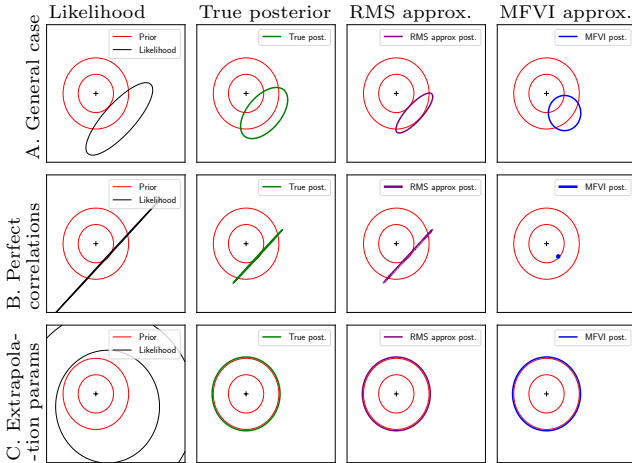 Likelihood
True posterior
RMS approx.
MFVI approx.
A. General case
Prior
Likelihood
True post.
RMS approx post.
MFVI post.
B. Perfect
correlations
Prior
Likelihood
True post.
RMS approx post.
MFVI post.
C. Extrapola-
-tion params
Prior
Likelihood
True post.
RMS approx post.
MFVI post.